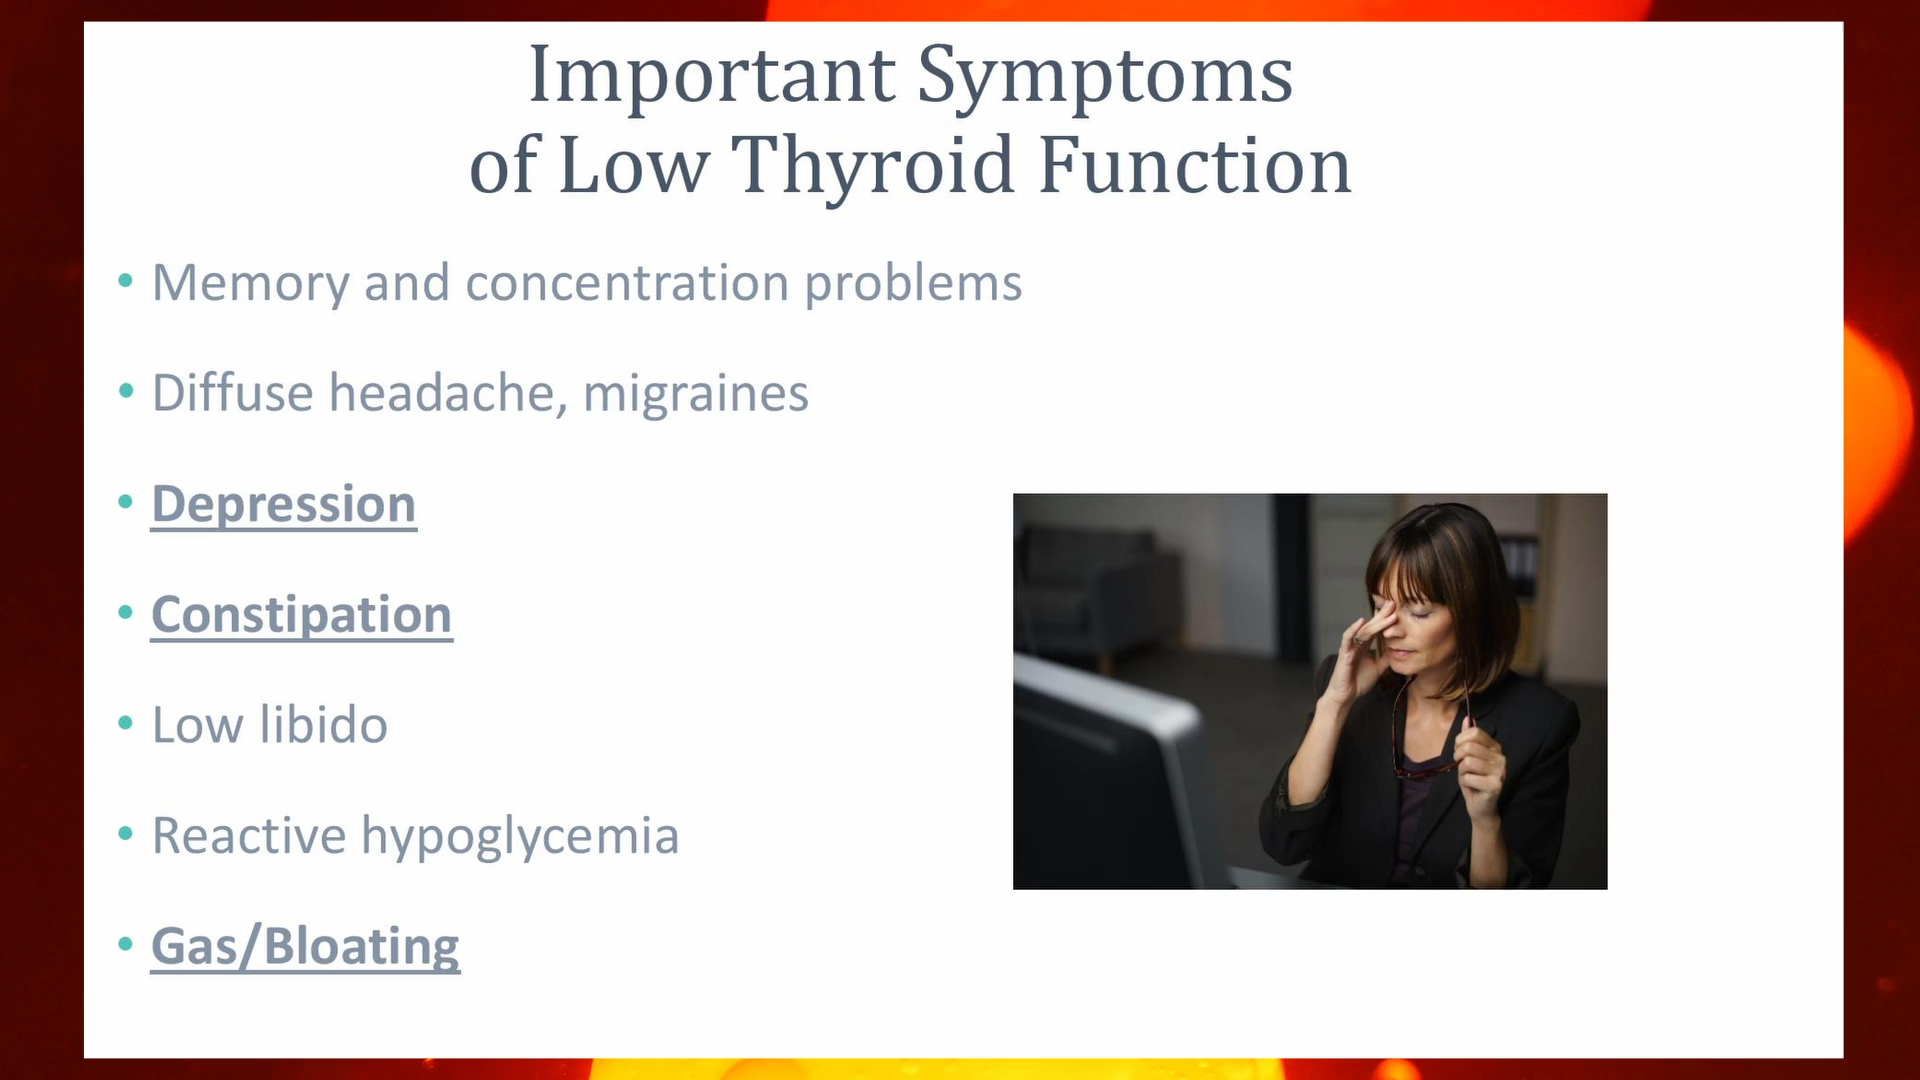 Important Symptoms
of Low Thyroid Function
• Memory and concentration problems
• Diffuse headache, migraines
• Depression
• Constipation
• Low libido
• Reactive hypoglycemia
• Gas/Bloating